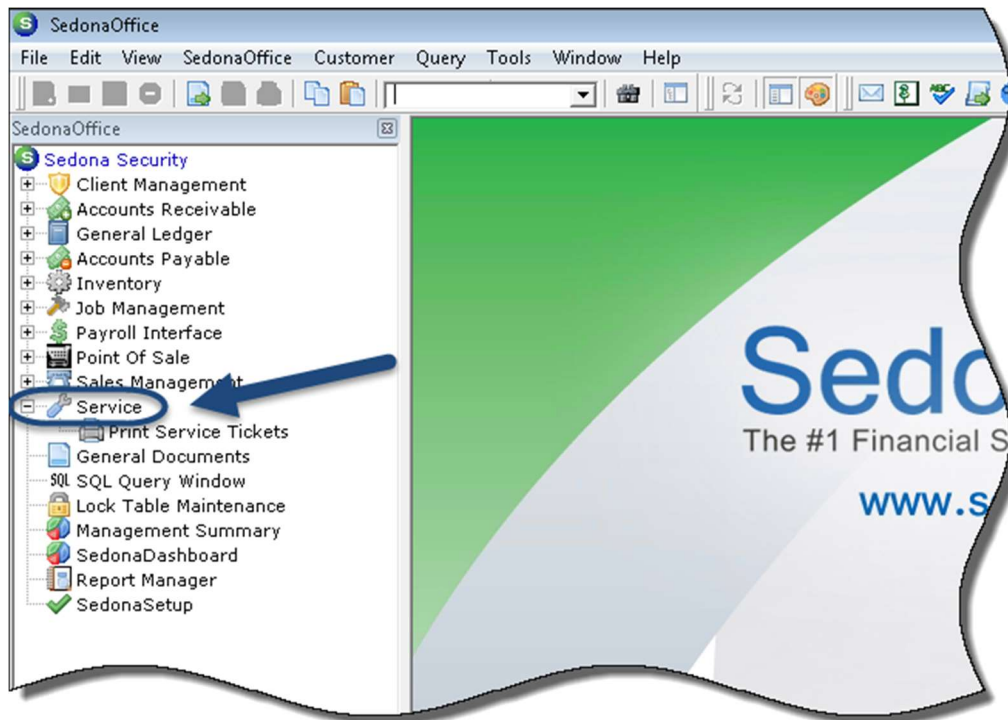 SedonaOffice
File Edit View SedonaOffice Customer Query Tools Window Help
SedonaOffice
Sedona Security
Client Management
Accounts Receivable
General Ledger
Accounts Payable
Inventory
Job Management
Payroll Interface
Point Of Sale
Sales Management
Service
Print Service Tickets
General Documents
SQL SQL Query Window
Lock Table Maintenance
Management Summary
SedonaDashboard
Report Manager
SedonaSetup
Sedo
The #1 Financial S
www.s